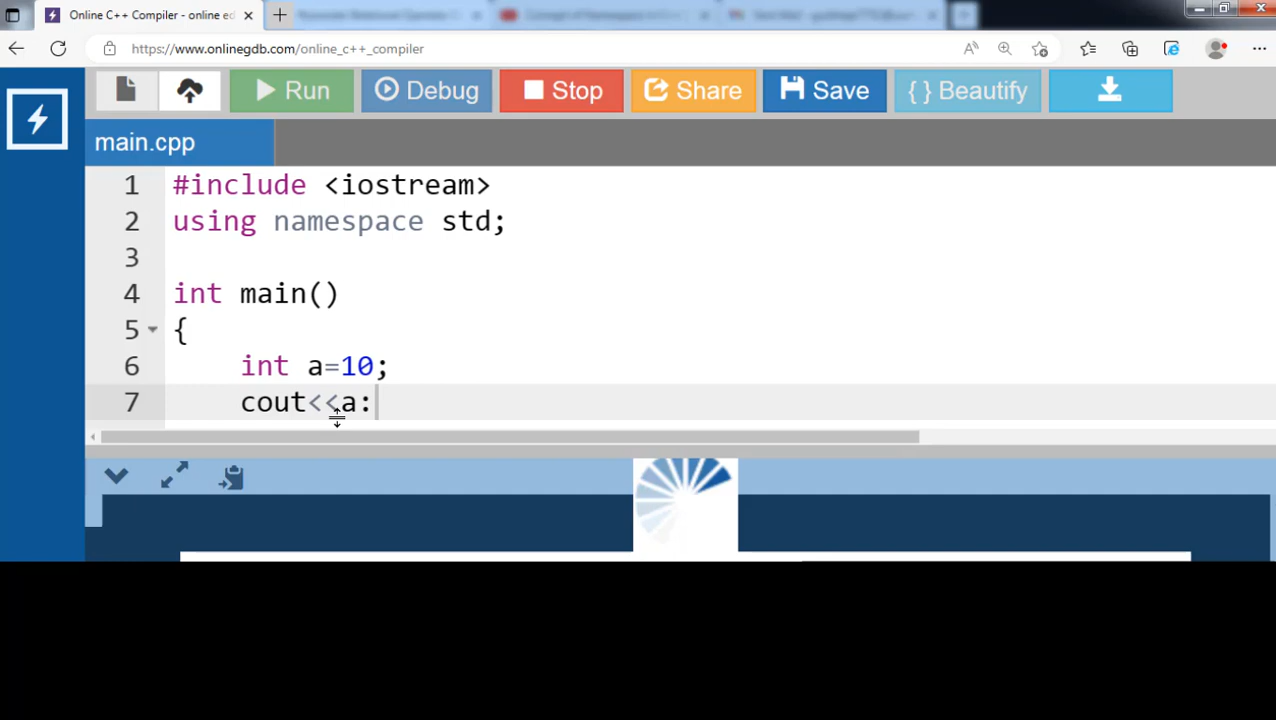 Online C++ Compiler - online ed
https://www.onlinegdb.com/online_c++_compiler
Run Debug Stop Share Save { } Beautify
main.cpp
1 #include <iostream>
2 using namespace std;
3
4 int main()
5 {
6 int a=10;
7 cout<<a: